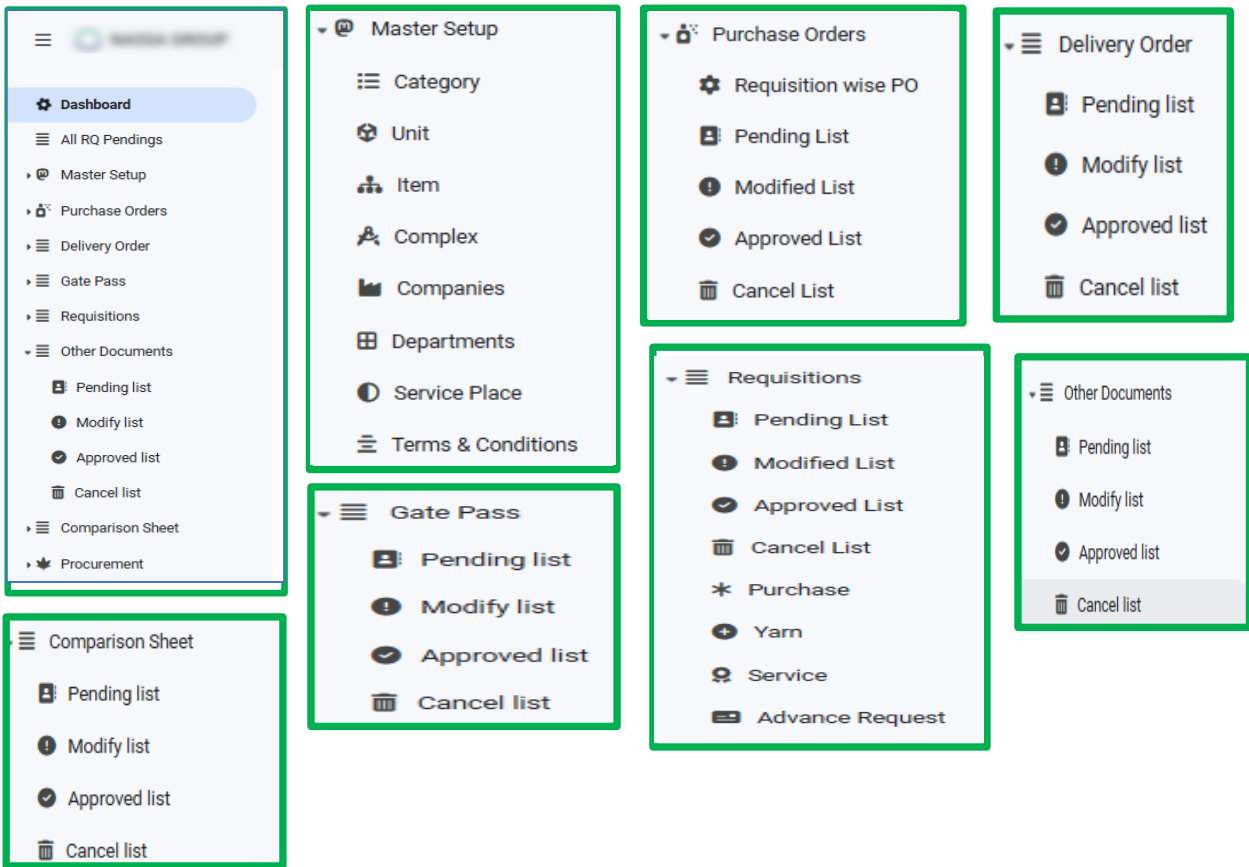 Dashboard
All RQ Pendings
Master Setup
Purchase Orders
Delivery Order
Gate Pass
Requisitions
Other Documents
Pending list
Modify list
Approved list
Cancel list
Comparison Sheet
Procurement
Master Setup
Category
Unit
Item
Complex
Companies
Departments
Service Place
Terms & Conditions
Purchase Orders
Requisition wise PO
Pending List
Modified List
Approved List
Cancel List
Delivery Order
Pending list
Modify list
Approved list
Cancel list
Requisitions
Pending List
Modified List
Approved List
Cancel List
Purchase
Yarn
Service
Advance Request
Other Documents
Pending list
Modify list
Approved list
Cancel list
Gate Pass
Pending list
Modify list
Approved list
Cancel list
Comparison Sheet
Pending list
Modify list
Approved list
Cancel list